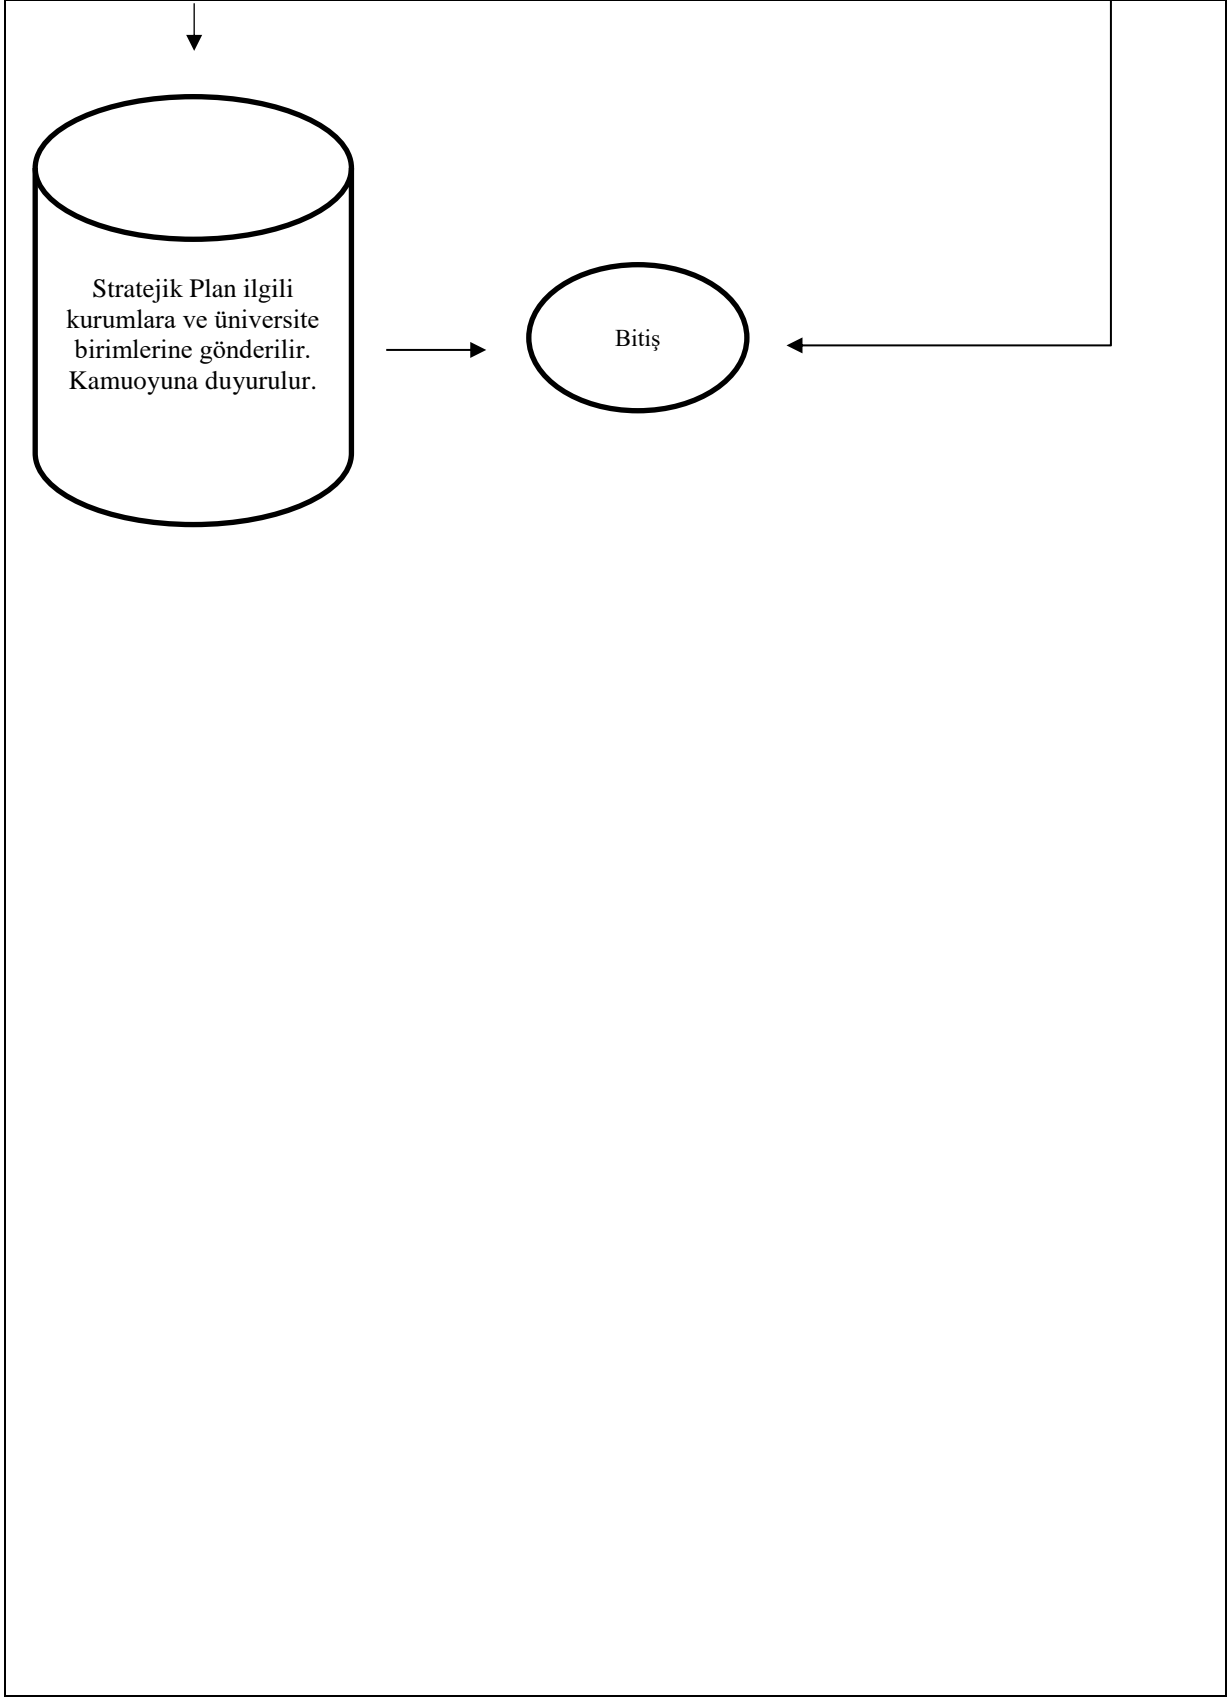 Stratejik Plan ilgili
kurumlara ve üniversite
birimlerine gönderilir.
Kamuoyuna duyurulur.
Bitiş